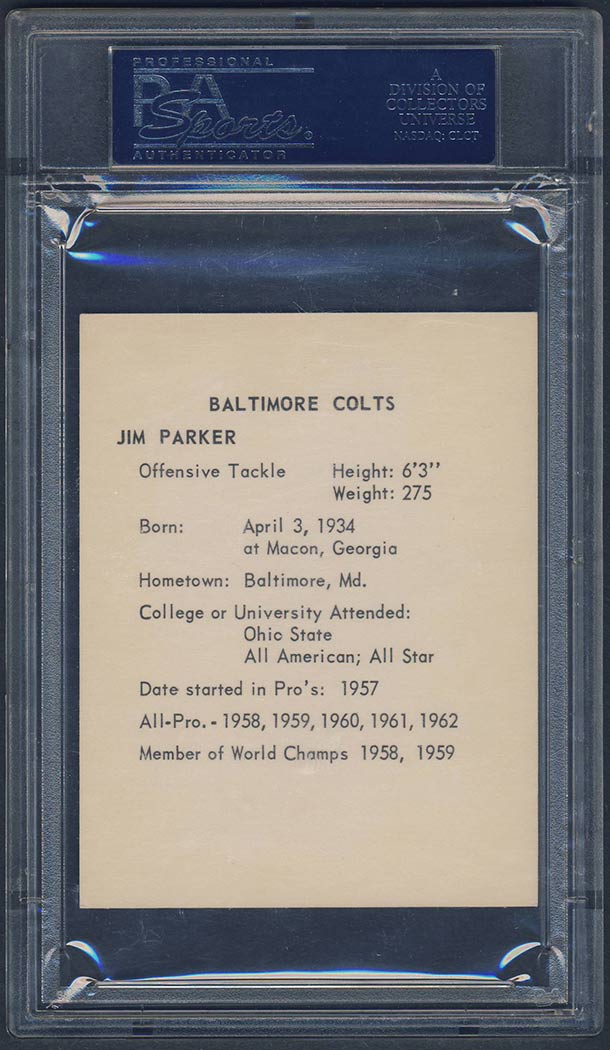 PROFESSIONAL
PSA
Sports
AUTHENTICATOR
A
DIVISION OF
COLLECTORS
UNIVERSE
NASDAQ: CLCT
BALTIMORE COLTS
JIM PARKER
Offensive Tackle Height: 6'3''
Weight: 275
Born: April 3, 1934
at Macon, Georgia
Hometown: Baltimore, Md.
College or University Attended:
Ohio State
All American; All Star
Date started in Pro's: 1957
All-Pro. - 1958, 1959, 1960, 1961, 1962
Member of World Champs 1958, 1959